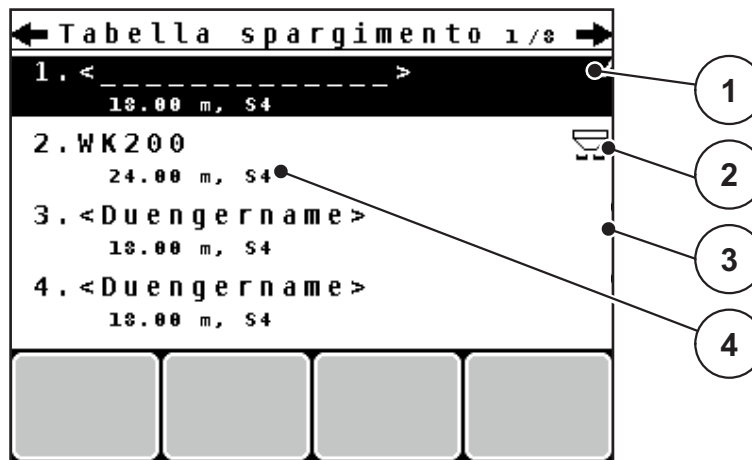 Tabella spargimento 1/8
1.<______________>
18.00 m, S4
2.WK200
24.00 m, S4
3.<Duengername>
18.00 m, S4
4.<Duengername>
18.00 m, S4
1
2
3
4